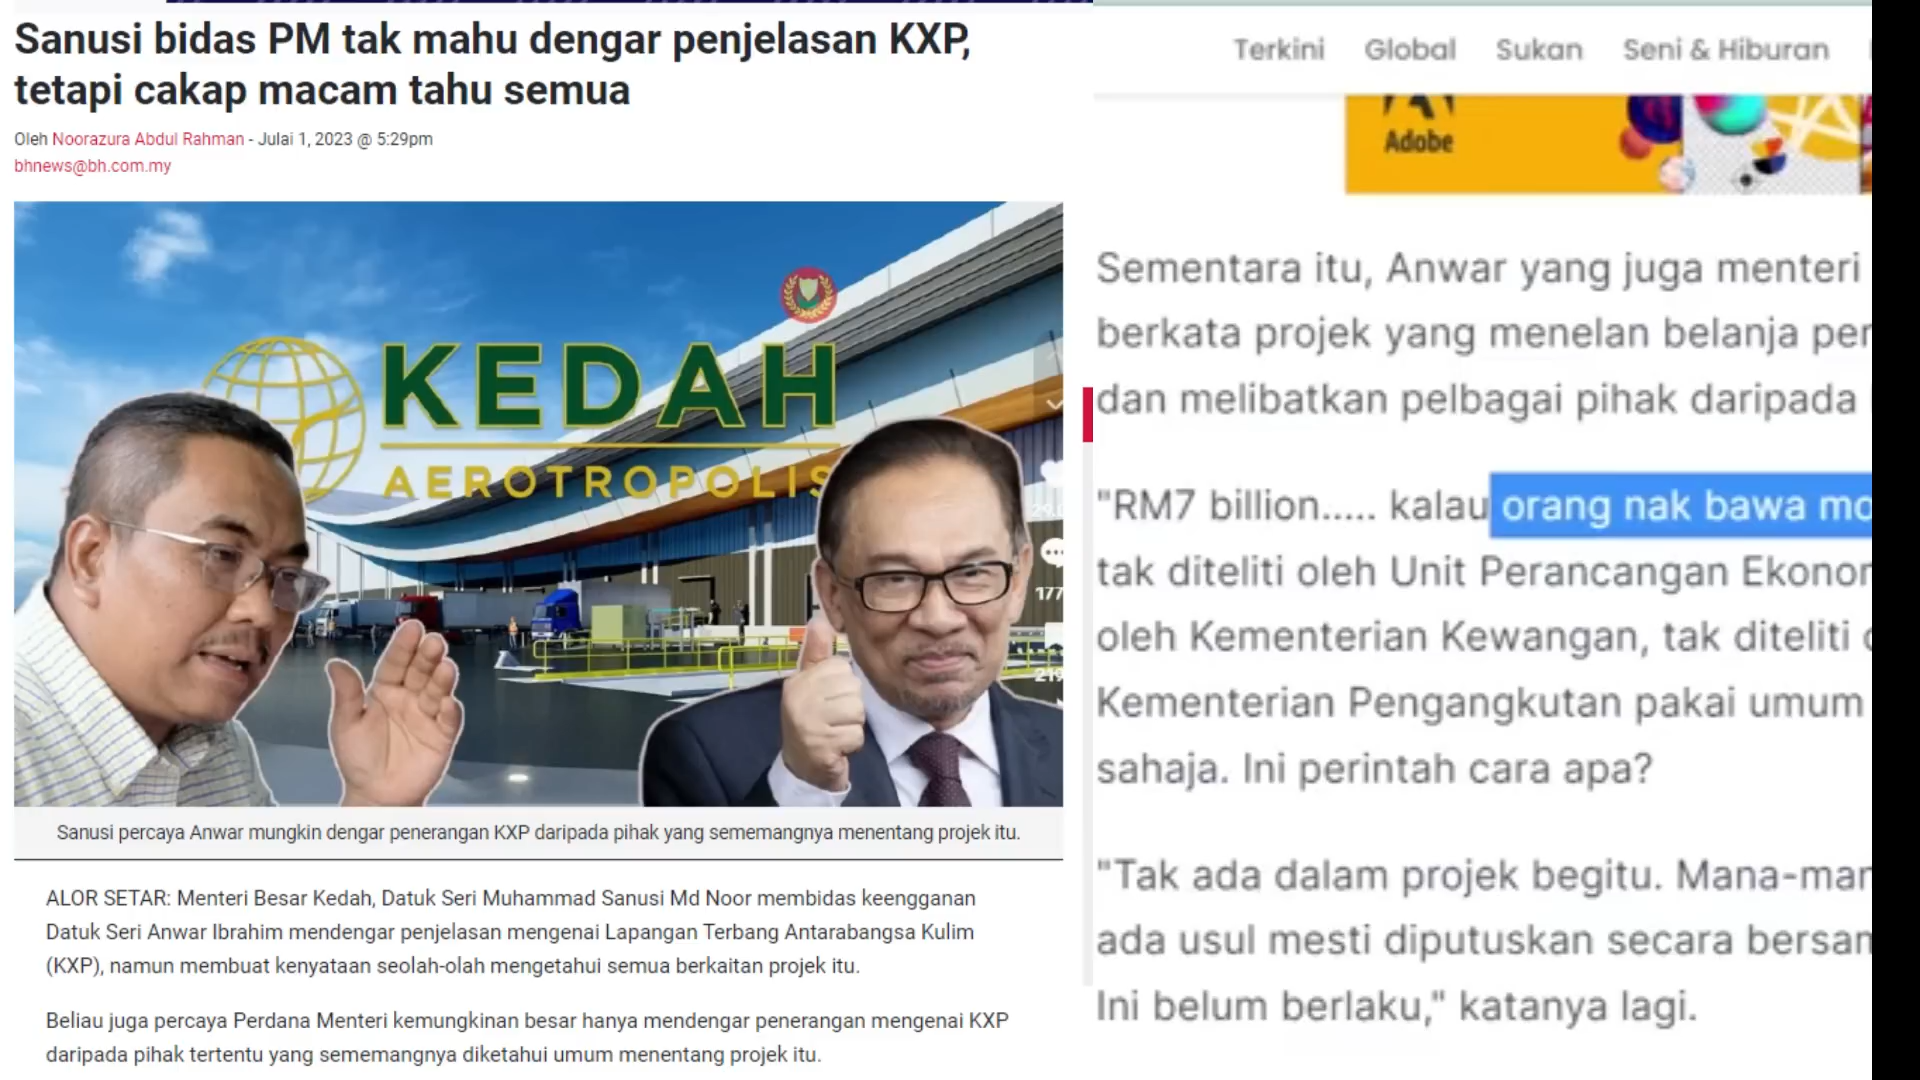 Sanusi bidas PM tak mahu dengar penjelasan KXP,
tetapi cakap macam tahu semua
Oleh Noorazura Abdul Rahman - Julai 1, 2023 @ 5:29pm
bhnews@bh.com.my
KEDAH
AEROTROPOLIS
177
219
Sanusi percaya Anwar mungkin dengar penerangan KXP daripada pihak yang sememangnya menentang projek itu.
ALOR SETAR: Menteri Besar Kedah, Datuk Seri Muhammad Sanusi Md Noor membidas keengganan
Datuk Seri Anwar Ibrahim mendengar penjelasan mengenai Lapangan Terbang Antarabangsa Kulim
(KXP), namun membuat kenyataan seolah-olah mengetahui semua berkaitan projek itu.
Beliau juga percaya Perdana Menteri kemungkinan besar hanya mendengar penerangan mengenai KXP
daripada pihak tertentu yang sememangnya diketahui umum menentang projek itu.
Terkini Global Sukan Seni & Hiburan
Adobe
Sementara itu, Anwar yang juga menteri
berkata projek yang menelan belanja per
dan melibatkan pelbagai pihak daripada
"RM7 billion..... kalau orang nak bawa mo
tak diteliti oleh Unit Perancangan Ekonor
oleh Kementerian Kewangan, tak diteliti
Kementerian Pengangkutan pakai umum
sahaja. Ini perintah cara apa?
"Tak ada dalam projek begitu. Mana-mar
ada usul mesti diputuskan secara bersam
Ini belum berlaku," katanya lagi.